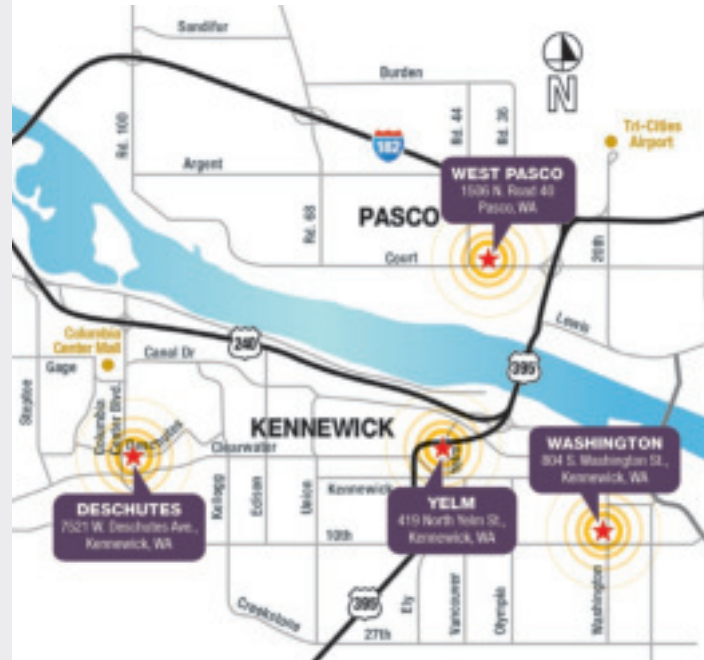 Sandifur
Burden
N
Rd. 100
Rd. 44
Rd. 36
Tri-Cities
Airport
182
Argent
WEST PASCO
1506 N. Road 40
Pasco, WA
PASCO
Rd. 68
Court
20th
Lewis
Columbia
Center Mall
240
Canal Dr
395
Gage
Steptoe
Columbia
Center Blvd.
Deschutes
KENNEWICK
Clearwater
Yelm
WASHINGTON
804 S. Washington St.,
Kennewick, WA
DESCHUTES
7521 W. Deschutes Ave.,
Kennewick, WA
Kellogg
Edison
Union
Kennewick
YELM
419 North Yelm St.,
Kennewick, WA
10th
395
Creekstone
27th
Ely
Vancouver
Olympia
Washington